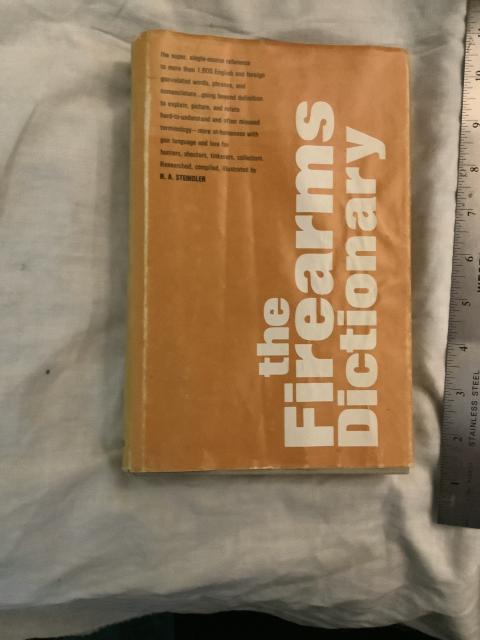 the super, single-source reference
to more than 1,800 English and foreign
gun-related words, phrases, and
nomenclature...going beyond definition
to explain, picture, and relate
hard-to-understand and often misused
terminology—more at-homeness with
gun language and lore for
hunters, shooters, tinkerers, collectors.
Researched, compiled, illustrated by
R. A. STEINDLER
the
Firearms
Dictionary
1
2
3
4
5
6
7
8
9
10
STAINLESS STEEL